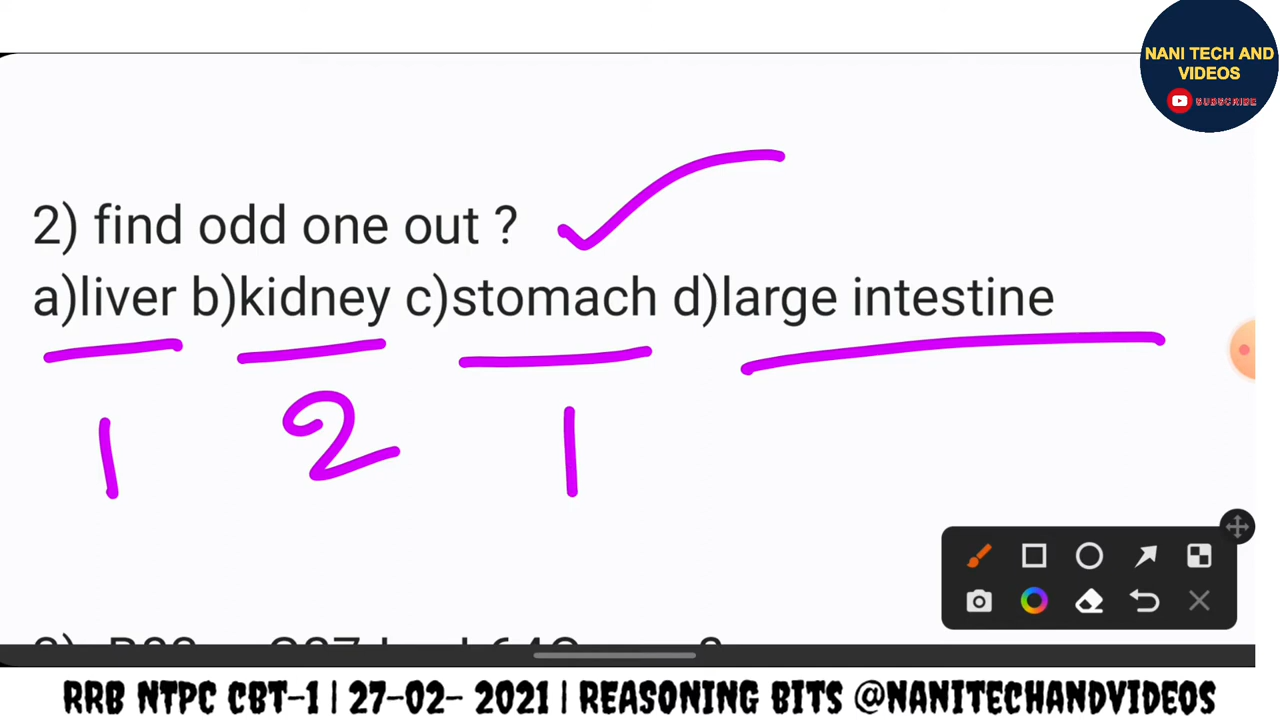 NANI TECH AND
VIDEOS
SUBSCRIBE
2) find odd one out ?
a)liver b)kidney c)stomach d)large intestine
1 2 1
RRB NTPC CBT-1 | 27-02- 2021 | REASONING BITS @NANITECHANDVIDEOS